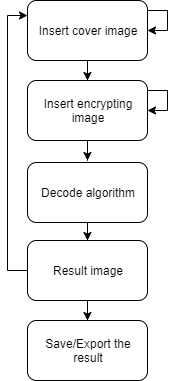 Insert cover image
Insert encrypting
image
Decode algorithm
Result image
Save/Export the
result